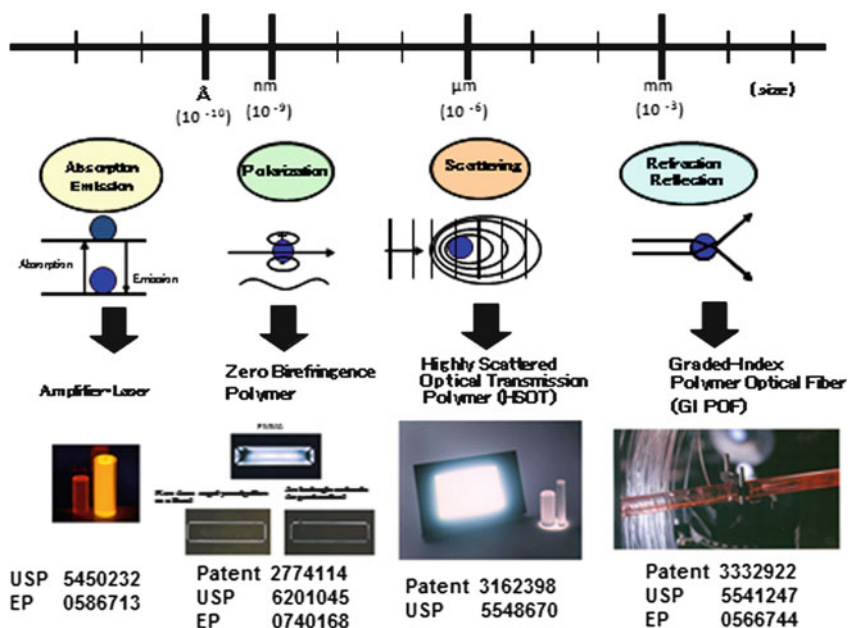 Å
(10 -10)
nm
(10 -9)
μm
(10 -6)
mm
(10 -3)
(size)
Absorption
Emission
Polarization
Scattering
Refraction
Reflection
Absorption
Emission
Amplifier・Laser
Zero Birefringence
Polymer
Highly Scattered
Optical Transmission
Polymer (HSOT)
Graded-Index
Polymer Optical Fiber
(GI POF)
USP 5450232
EP 0586713
Patent 2774114
USP 6201045
EP 0740168
Patent 3162398
USP 5548670
Patent 3332922
USP 5541247
EP 0566744